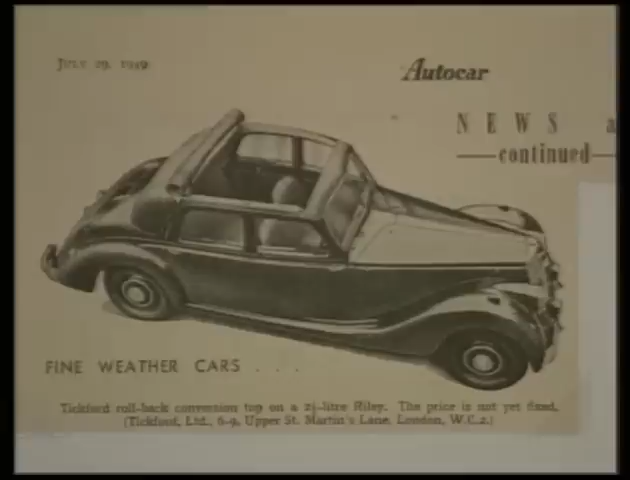 JULY 29, 1949
Autocar
NEWS a
continued
FINE WEATHER CARS . . .
Tickford roll-back conversion top on a 2½-litre Riley. The price is not yet fixed.
(Tickford, Ltd., 6-9, Upper St. Martin's Lane, London, W.C.2.)